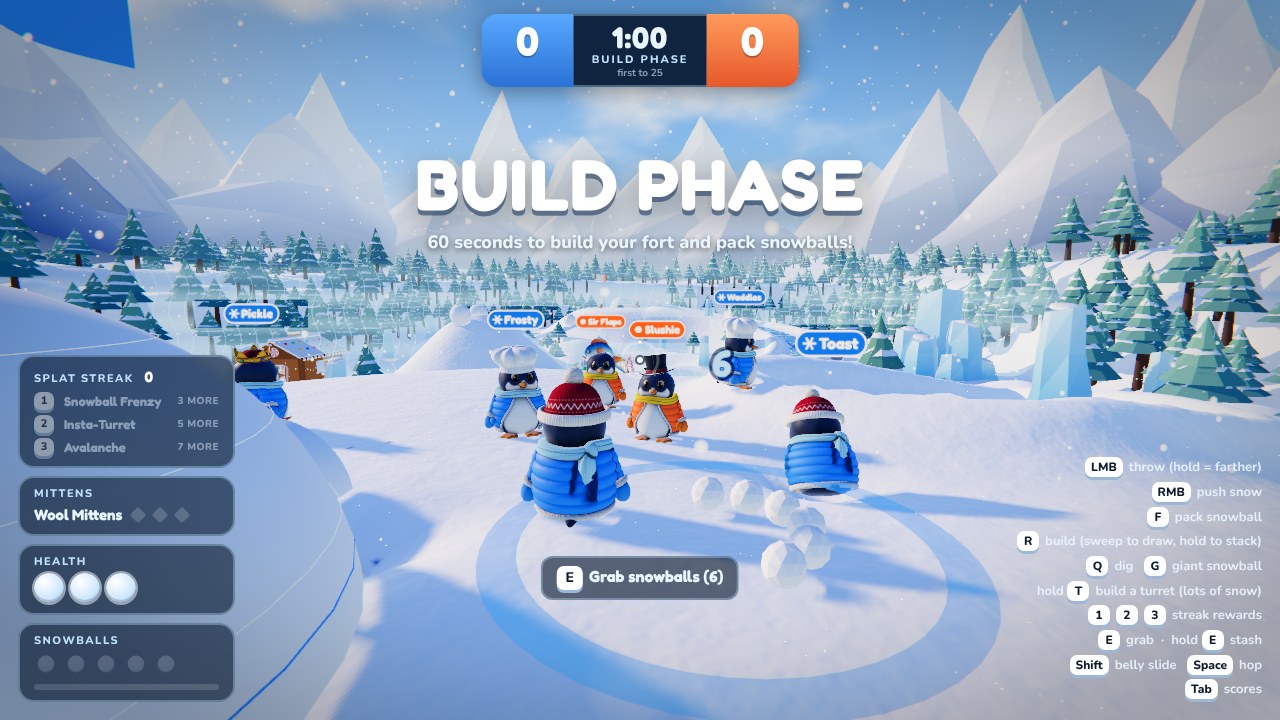 0
1:00
BUILD PHASE
first to 25
0
BUILD PHASE
60 seconds to build your fort and pack snowballs!
Pickle
Frosty
Sir Flaps
Slushie
Waddles
Toast
6
SPLAT STREAK 0
1 Snowball Frenzy 3 MORE
2 Insta-Turret 5 MORE
3 Avalanche 7 MORE
MITTENS
Wool Mittens
HEALTH
SNOWBALLS
E Grab snowballs (6)
LMB throw (hold = farther)
RMB push snow
F pack snowball
R build (sweep to draw, hold to stack)
Q dig G giant snowball
hold T build a turret (lots of snow)
1 2 3 streak rewards
E grab · hold E stash
Shift belly slide Space hop
Tab scores